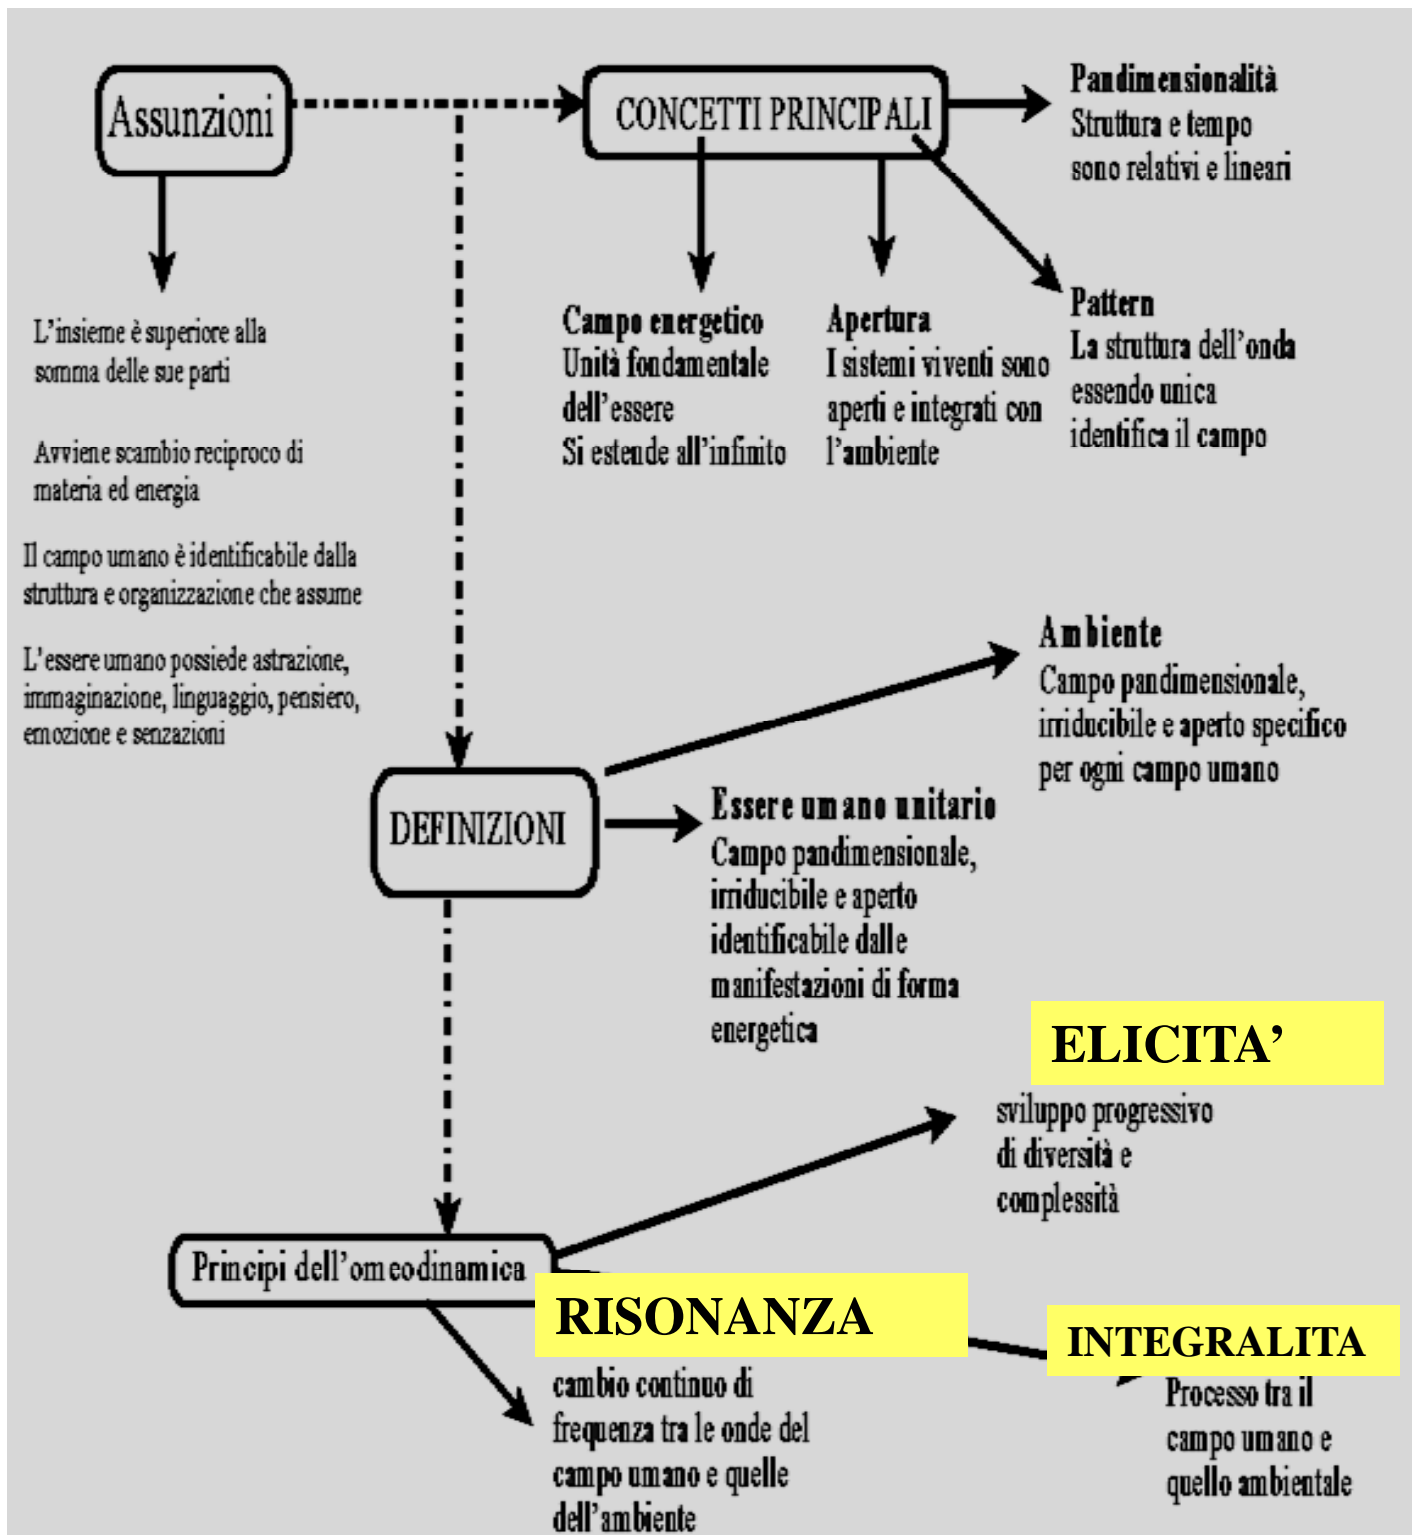 Assunzioni
CONCETTI PRINCIPALI
Pandimensionalità
Struttura e tempo
sono relativi e lineari
L’insieme è superiore alla
somma delle sue parti
Avviene scambio reciproco di
materia ed energia
Il campo umano è identificabile dalla
struttura e organizzazione che assume
L’essere umano possiede astrazione,
immaginazione, linguaggio, pensiero,
emozione e senzazioni
Campo energetico
Unità fondamentale
dell’essere
Si estende all’infinito
Apertura
I sistemi viventi sono
aperti e integrati con
l’ambiente
Pattern
La struttura dell’onda
essendo unica
identifica il campo
DEFINIZIONI
Ambiente
Campo pandimensionale,
irriducibile e aperto specifico
per ogni campo umano
Essere umano unitario
Campo pandimensionale,
irriducibile e aperto
identificabile dalle
manifestazioni di forma
energetica
ELICITA’
sviluppo progressivo
di diversità e
complessità
Principi dell’omeodinamica
RISONANZA
cambio continuo di
frequenza tra le onde del
campo umano e quelle
dell’ambiente
INTEGRALITA
Processo tra il
campo umano e
quello ambientale